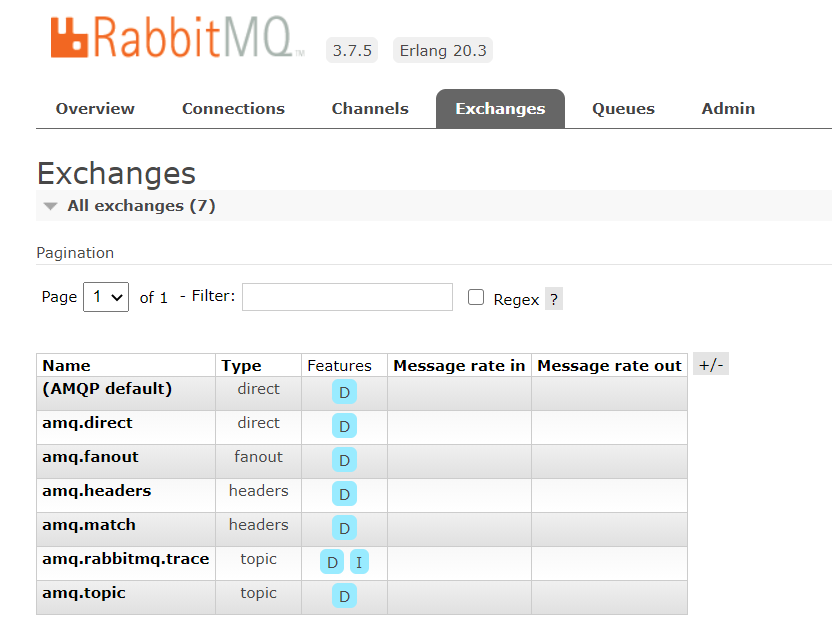 RabbitMQ TM 3.7.5 Erlang 20.3
Overview Connections Channels Exchanges Queues Admin
Exchanges
All exchanges (7)
Pagination
Page 1 of 1 - Filter: Regex ?
Name Type Features Message rate in Message rate out +/-
(AMQP default) direct D
amq.direct direct D
amq.fanout fanout D
amq.headers headers D
amq.match headers D
amq.rabbitmq.trace topic D I
amq.topic topic D